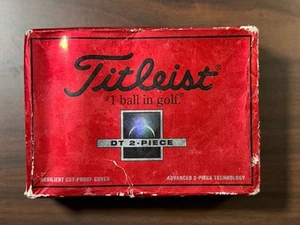 Titleist
#1 ball in golf.
DT 2-PIECE
RESILIENT CUT-PROOF COVER
ADVANCED 2-PIECE TECHNOLOGY